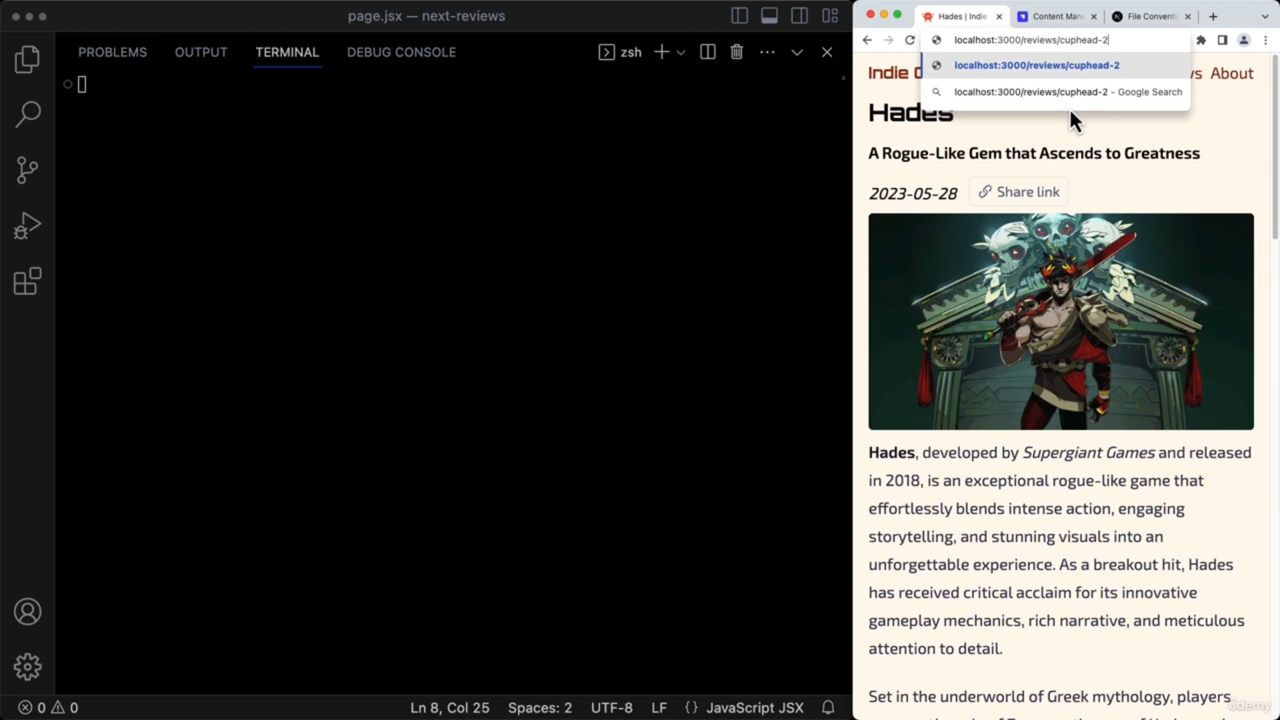 page.jsx — next-reviews
PROBLEMS OUTPUT TERMINAL DEBUG CONSOLE
zsh
Ln 8, Col 25 Spaces: 2 UTF-8 LF {} JavaScript JSX
0 0
Hades | Indie
Content Man
File Conventi
localhost:3000/reviews/cuphead-2
localhost:3000/reviews/cuphead-2
localhost:3000/reviews/cuphead-2 - Google Search
Indie
About
Hades
A Rogue-Like Gem that Ascends to Greatness
2023-05-28 Share link
Hades, developed by Supergiant Games and released
in 2018, is an exceptional rogue-like game that
effortlessly blends intense action, engaging
storytelling, and stunning visuals into an
unforgettable experience. As a breakout hit, Hades
has received critical acclaim for its innovative
gameplay mechanics, rich narrative, and meticulous
attention to detail.
Set in the underworld of Greek mythology, players
ûdemy